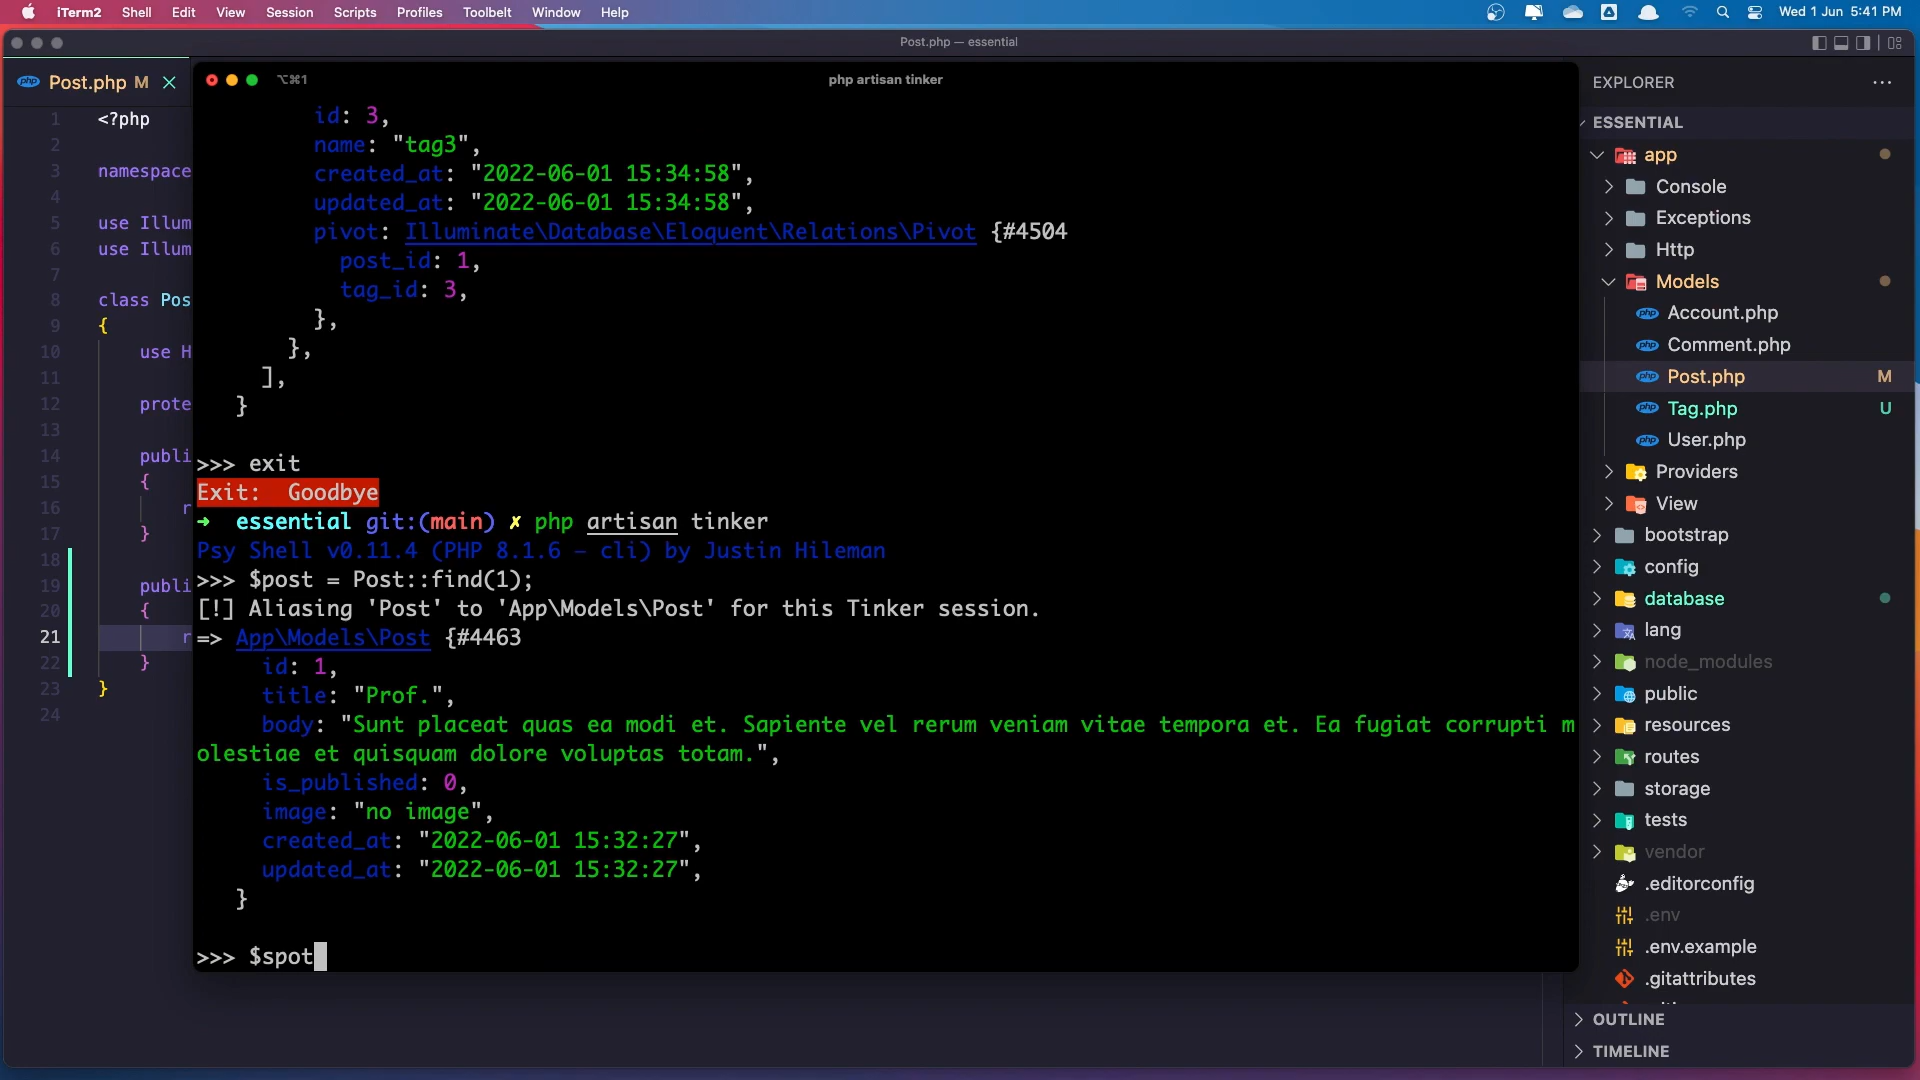 iTerm2 Shell Edit View Session Scripts Profiles Toolbelt Window Help Wed 1 Jun 5:41 PM
Post.php — essential
Post.php M
1 <?php
2
3 namespace
4
5 use Illum
6 use Illum
7
8 class Pos
9 {
10 use H
11
12 prote
13
14 publi
15 {
16 r
17 }
18
19 publi
20 {
21 r
22 }
23 }
24
⌥⌘1 php artisan tinker
id: 3,
name: "tag3",
created_at: "2022-06-01 15:34:58",
updated_at: "2022-06-01 15:34:58",
pivot: Illuminate\Database\Eloquent\Relations\Pivot {#4504
post_id: 1,
tag_id: 3,
},
},
],
}
>>> exit
Exit:  Goodbye
➜ essential git:(main) ✗ php artisan tinker
Psy Shell v0.11.4 (PHP 8.1.6 — cli) by Justin Hileman
>>> $post = Post::find(1);
[!] Aliasing 'Post' to 'App\Models\Post' for this Tinker session.
=> App\Models\Post {#4463
id: 1,
title: "Prof.",
body: "Sunt placeat quas ea modi et. Sapiente vel rerum veniam vitae tempora et. Ea fugiat corrupti m
olestiae et quisquam dolore voluptas totam.",
is_published: 0,
image: "no image",
created_at: "2022-06-01 15:32:27",
updated_at: "2022-06-01 15:32:27",
}
>>> $spot
EXPLORER
ESSENTIAL
app
Console
Exceptions
Http
Models
php Account.php
php Comment.php
php Post.php M
php Tag.php U
php User.php
Providers
View
bootstrap
config
database
lang
node_modules
public
resources
routes
storage
tests
vendor
.editorconfig
.env
.env.example
.gitattributes
OUTLINE
TIMELINE